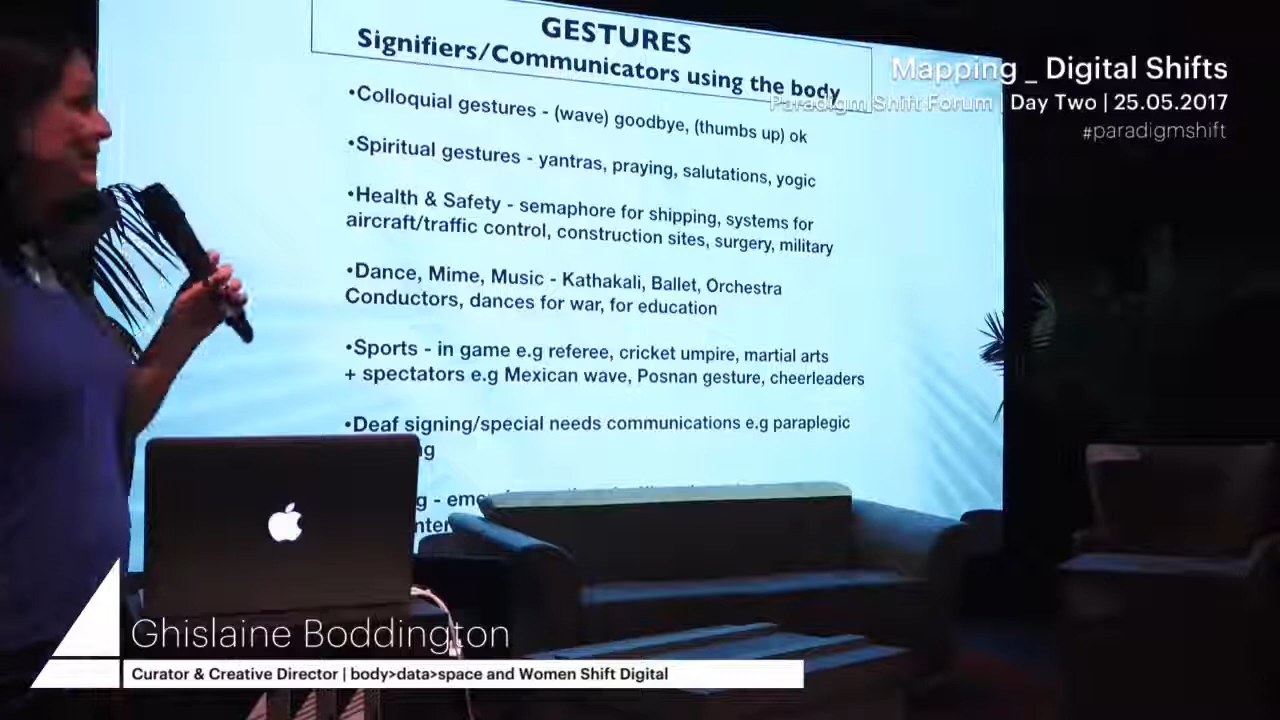 GESTURES
Signifiers/Communicators using the body
•Colloquial gestures - (wave) goodbye, (thumbs up) ok
•Spiritual gestures - yantras, praying, salutations, yogic
•Health & Safety - semaphore for shipping, systems for
aircraft/traffic control, construction sites, surgery, military
•Dance, Mime, Music - Kathakali, Ballet, Orchestra
Conductors, dances for war, for education
•Sports - in game e.g referee, cricket umpire, martial arts
+ spectators e.g Mexican wave, Posnan gesture, cheerleaders
•Deaf signing/special needs communications e.g paraplegic
Mapping _ Digital Shifts
Paradigm Shift Forum | Day Two | 25.05.2017
#paradigmshift
Ghislaine Boddington
Curator & Creative Director | body>data>space and Women Shift Digital